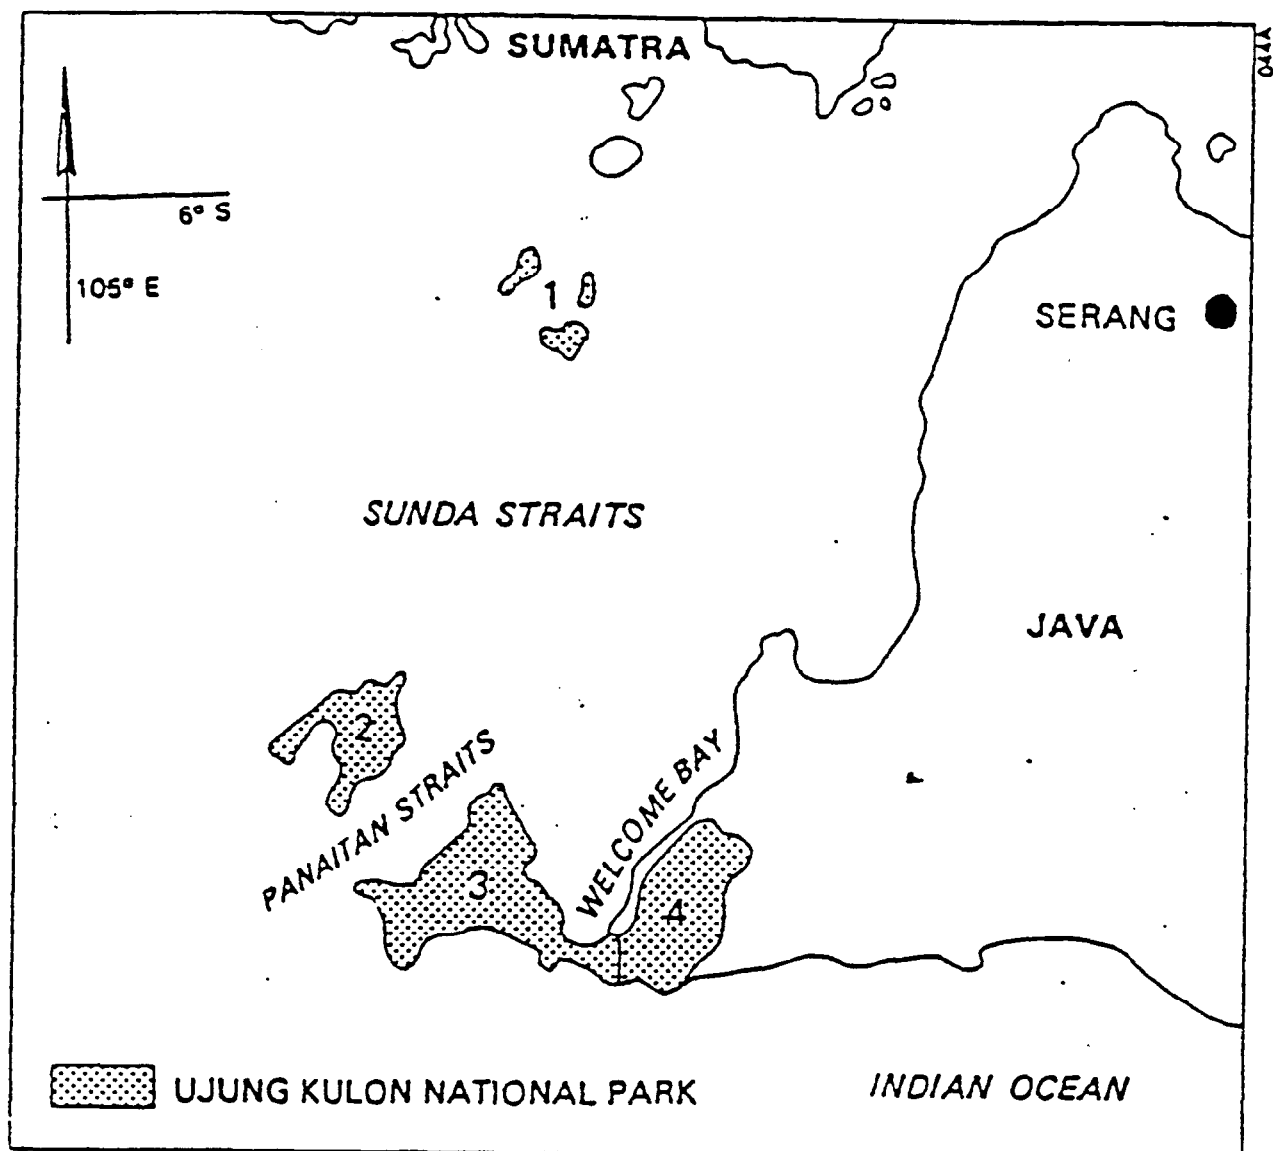 SUMATRA
044A
6° S
105° E
1
SERANG
SUNDA STRAITS
JAVA
2
PANAITAN STRAITS
WELCOME BAY
3
4
UJUNG KULON NATIONAL PARK
INDIAN OCEAN